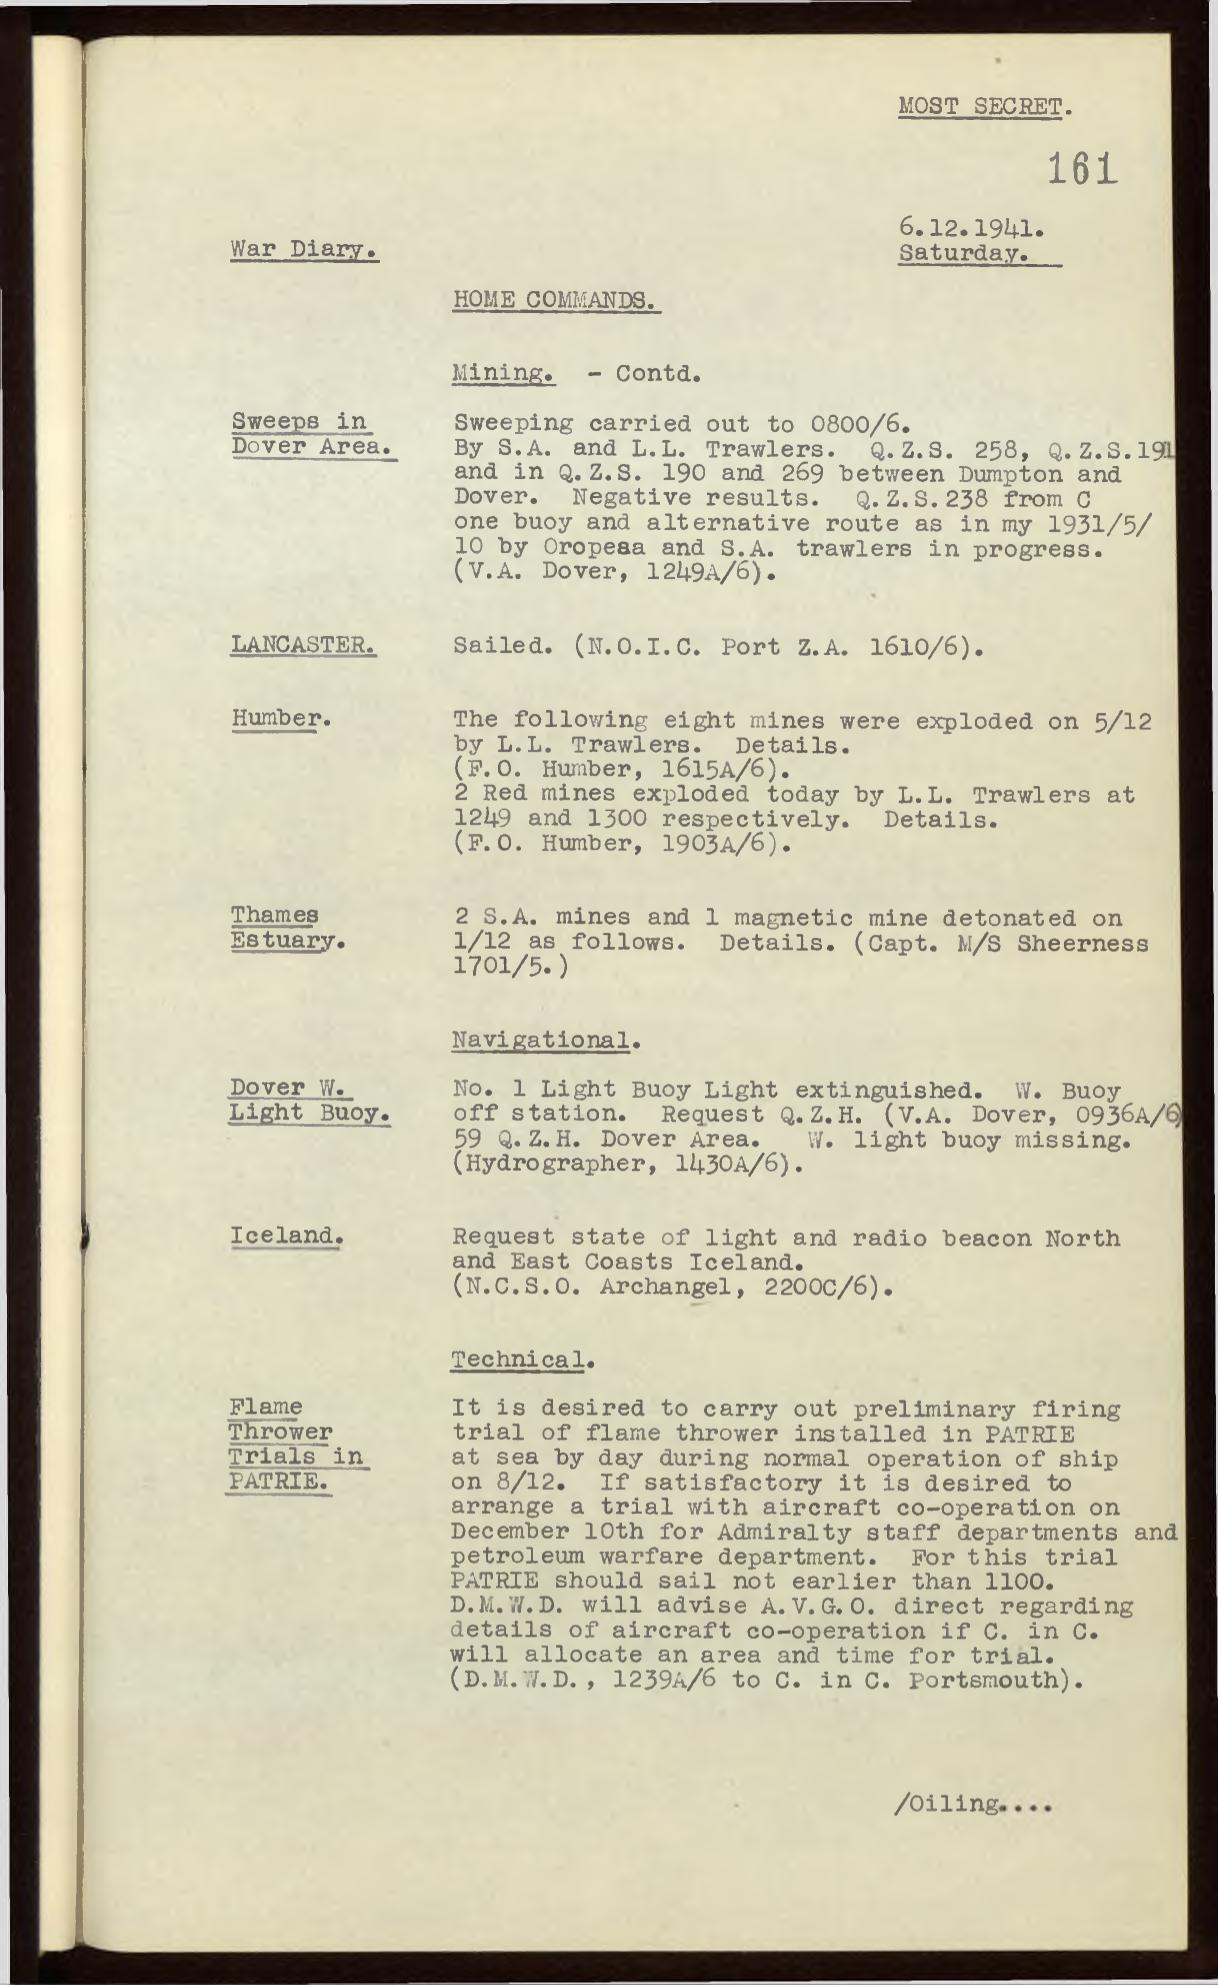 MOST SECRET.
161
6.12.1941.
War Diary.
Saturday.
HOME COMMANDS.
Mining. - Contd.
Sweeps in
Dover Area.
Sweeping carried out to 0800/6.
By S.A. and L.L. Trawlers. Q.Z.S. 258, Q.Z.S.191
and in Q.Z.S. 190 and 269 between Dumpton and
Dover. Negative results. Q.Z.S.238 from C
one buoy and alternative route as in my 1931/5/
10 by Oropesa and S.A. trawlers in progress.
(V.A. Dover, 1249A/6).
LANCASTER.
Sailed. (N.O.I.C. Port Z.A. 1610/6).
Humber.
The following eight mines were exploded on 5/12
by L.L. Trawlers. Details.
(F.O. Humber, 1615A/6).
2 Red mines exploded today by L.L. Trawlers at
1249 and 1300 respectively. Details.
(F.O. Humber, 1903A/6).
Thames
Estuary.
2 S.A. mines and 1 magnetic mine detonated on
1/12 as follows. Details. (Capt. M/S Sheerness
1701/5.)
Navigational.
Dover W.
Light Buoy.
No. 1 Light Buoy Light extinguished. W. Buoy
off station. Request Q.Z.H. (V.A. Dover, 0936A/6)
59 Q.Z.H. Dover Area. W. light buoy missing.
(Hydrographer, 1430A/6).
Iceland.
Request state of light and radio beacon North
and East Coasts Iceland.
(N.C.S.O. Archangel, 2200C/6).
Technical.
Flame
Thrower
Trials in
PATRIE.
It is desired to carry out preliminary firing
trial of flame thrower installed in PATRIE
at sea by day during normal operation of ship
on 8/12. If satisfactory it is desired to
arrange a trial with aircraft co-operation on
December 10th for Admiralty staff departments and
petroleum warfare department. For this trial
PATRIE should sail not earlier than 1100.
D.M.W.D. will advise A.V.G.O. direct regarding
details of aircraft co-operation if C. in C.
will allocate an area and time for trial.
(D.M.W.D., 1239A/6 to C. in C. Portsmouth).
/Oiling....